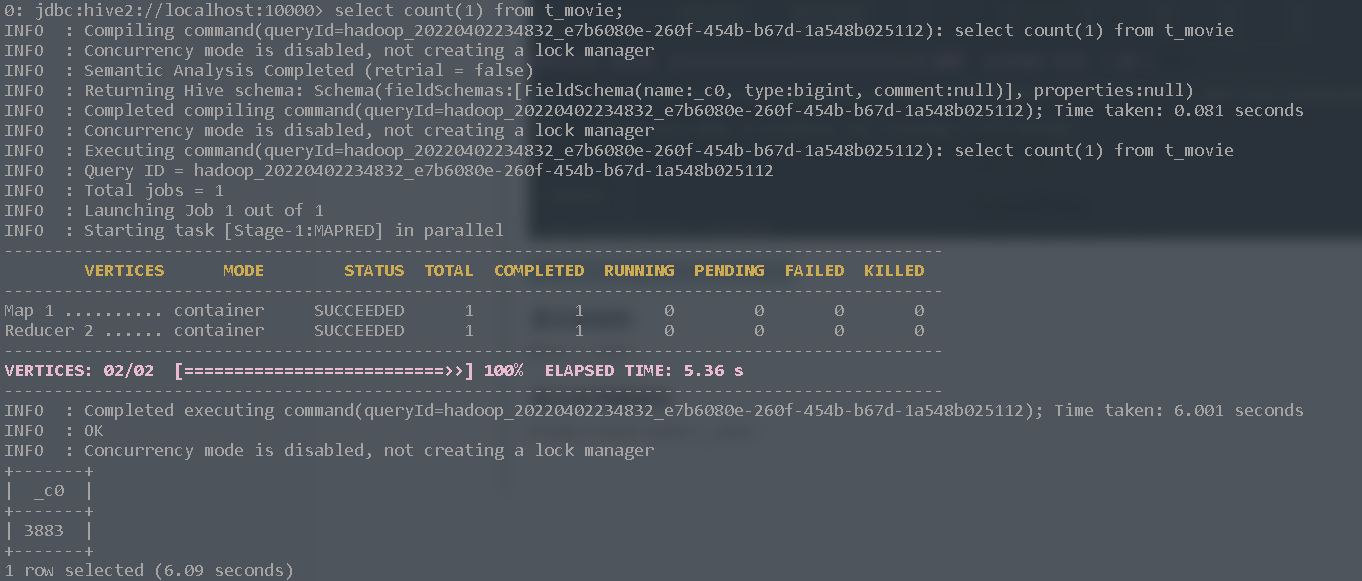 0: jdbc:hive2://localhost:10000> select count(1) from t_movie;
INFO  : Compiling command(queryId=hadoop_20220402234832_e7b6080e-260f-454b-b67d-1a548b025112): select count(1) from t_movie
INFO  : Concurrency mode is disabled, not creating a lock manager
INFO  : Semantic Analysis Completed (retrial = false)
INFO  : Returning Hive schema: Schema(fieldSchemas:[FieldSchema(name:_c0, type:bigint, comment:null)], properties:null)
INFO  : Completed compiling command(queryId=hadoop_20220402234832_e7b6080e-260f-454b-b67d-1a548b025112); Time taken: 0.081 seconds
INFO  : Concurrency mode is disabled, not creating a lock manager
INFO  : Executing command(queryId=hadoop_20220402234832_e7b6080e-260f-454b-b67d-1a548b025112): select count(1) from t_movie
INFO  : Query ID = hadoop_20220402234832_e7b6080e-260f-454b-b67d-1a548b025112
INFO  : Total jobs = 1
INFO  : Launching Job 1 out of 1
INFO  : Starting task [Stage-1:MAPRED] in parallel
----------------------------------------------------------------------------------------------
        VERTICES      MODE        STATUS  TOTAL  COMPLETED  RUNNING  PENDING  FAILED  KILLED
----------------------------------------------------------------------------------------------
Map 1 .......... container     SUCCEEDED      1          1        0        0       0       0
Reducer 2 ...... container     SUCCEEDED      1          1        0        0       0       0
----------------------------------------------------------------------------------------------
VERTICES: 02/02  [==========================>>] 100%  ELAPSED TIME: 5.36 s
----------------------------------------------------------------------------------------------
INFO  : Completed executing command(queryId=hadoop_20220402234832_e7b6080e-260f-454b-b67d-1a548b025112); Time taken: 6.001 seconds
INFO  : OK
INFO  : Concurrency mode is disabled, not creating a lock manager
+-------+
|  _c0  |
+-------+
| 3883  |
+-------+
1 row selected (6.09 seconds)